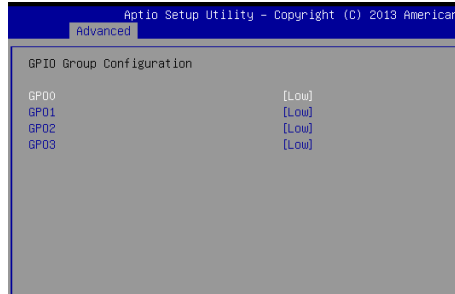 Aptio Setup Utility – Copyright (C) 2013 American
Advanced
GPIO Group Configuration
GPO0 [Low]
GPO1 [Low]
GPO2 [Low]
GPO3 [Low]